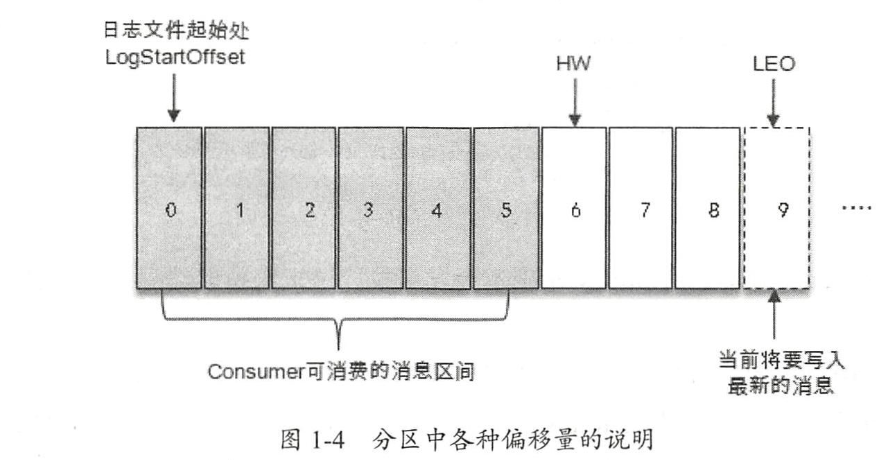 日志文件起始处
LogStartOffset
HW
LEO
0 1 2 3 4 5 6 7 8 9 ····
Consumer可消费的消息区间
当前将要写入
最新的消息
图 1-4 分区中各种偏移量的说明